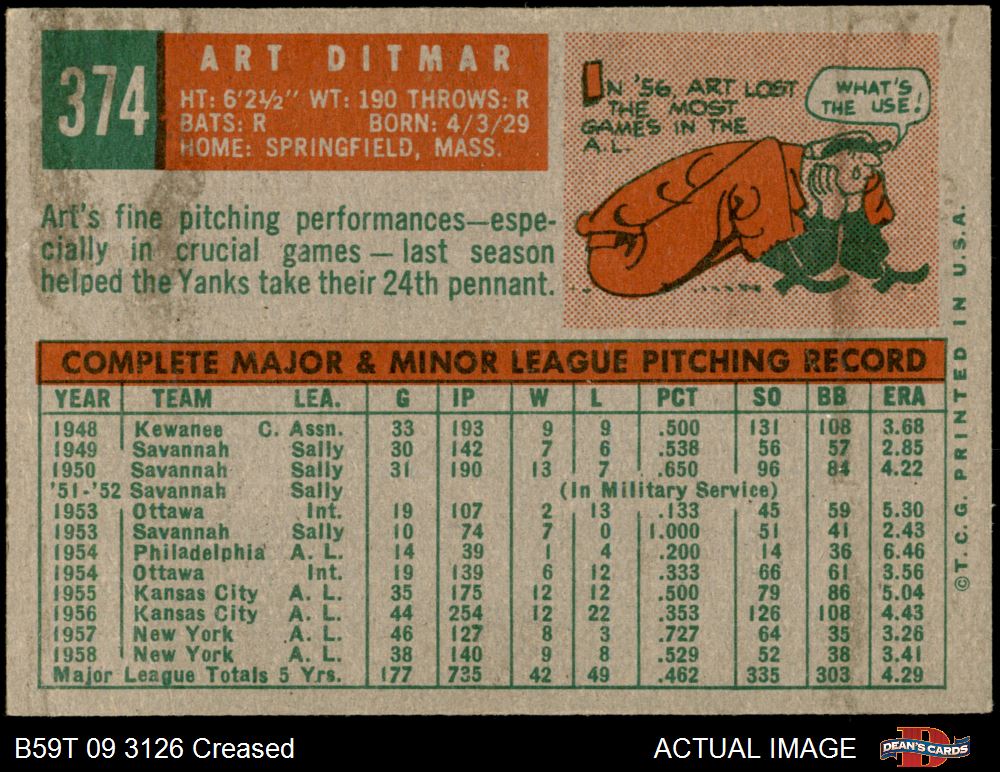 374
ART DITMAR
HT: 6'2½" WT: 190 THROWS: R
BATS: R BORN: 4/3/29
HOME: SPRINGFIELD, MASS.
Art's fine pitching performances—espe-
cially in crucial games — last season
helped the Yanks take their 24th pennant.
IN '56, ART LOST
THE MOST
GAMES IN THE
A.L.
WHAT'S
THE USE!
COMPLETE MAJOR & MINOR LEAGUE PITCHING RECORD
YEAR TEAM LEA. G IP W L PCT SO BB ERA
1948 Kewanee C. Assn. 33 193 9 9 .500 131 108 3.68
1949 Savannah Sally 30 142 7 6 .538 56 57 2.85
1950 Savannah Sally 31 190 13 7 .650 96 84 4.22
'51-'52 Savannah Sally (In Military Service)
1953 Ottawa Int. 19 107 2 13 .133 45 59 5.30
1953 Savannah Sally 10 74 7 0 1.000 51 41 2.43
1954 Philadelphia A. L. 14 39 1 4 .200 14 36 6.46
1954 Ottawa Int. 19 139 6 12 .333 66 61 3.56
1955 Kansas City A. L. 35 175 12 12 .500 79 86 5.04
1956 Kansas City A. L. 44 254 12 22 .353 126 108 4.43
1957 New York A. L. 46 127 8 3 .727 64 35 3.26
1958 New York A. L. 38 140 9 8 .529 52 38 3.41
Major League Totals 5 Yrs. 177 735 42 49 .462 335 303 4.29
©T.C.G. PRINTED IN U.S.A.
B59T 09 3126 Creased
ACTUAL IMAGE
DEAN'S CARDS